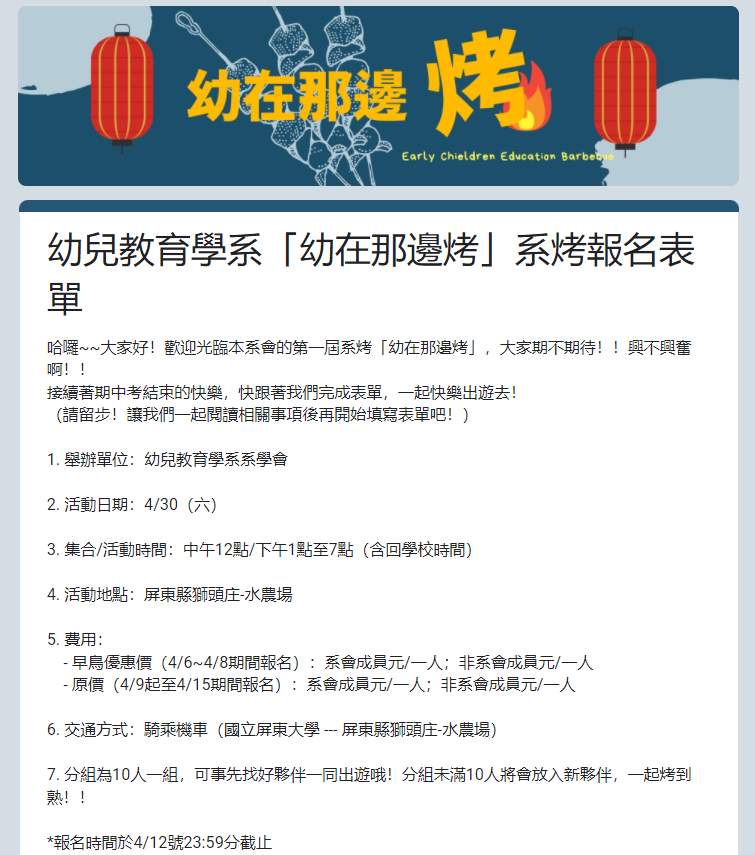 幼在那邊 烤
Early Chieldren Education Barbeque
幼兒教育學系「幼在那邊烤」系烤報名表
單
哈囉~~大家好！歡迎光臨本系會的第一屆系烤「幼在那邊烤」，大家期不期待！！興不興奮
啊！！
接續著期中考結束的快樂，快跟著我們完成表單，一起快樂出遊去！
（請留步！讓我們一起閱讀相關事項後再開始填寫表單吧！）
1. 舉辦單位：幼兒教育學系系學會
2. 活動日期：4/30（六）
3. 集合/活動時間：中午12點/下午1點至7點（含回學校時間）
4. 活動地點：屏東縣獅頭庄-水農場
5. 費用：
- 早鳥優惠價（4/6~4/8期間報名）：系會成員元/一人；非系會成員元/一人
- 原價（4/9起至4/15期間報名）：系會成員元/一人；非系會成員元/一人
6. 交通方式：騎乘機車（國立屏東大學 --- 屏東縣獅頭庄-水農場）
7. 分組為10人一組，可事先找好夥伴一同出遊哦！分組未滿10人將會放入新夥伴，一起烤到
熟！！
*報名時間於4/12號23:59分截止